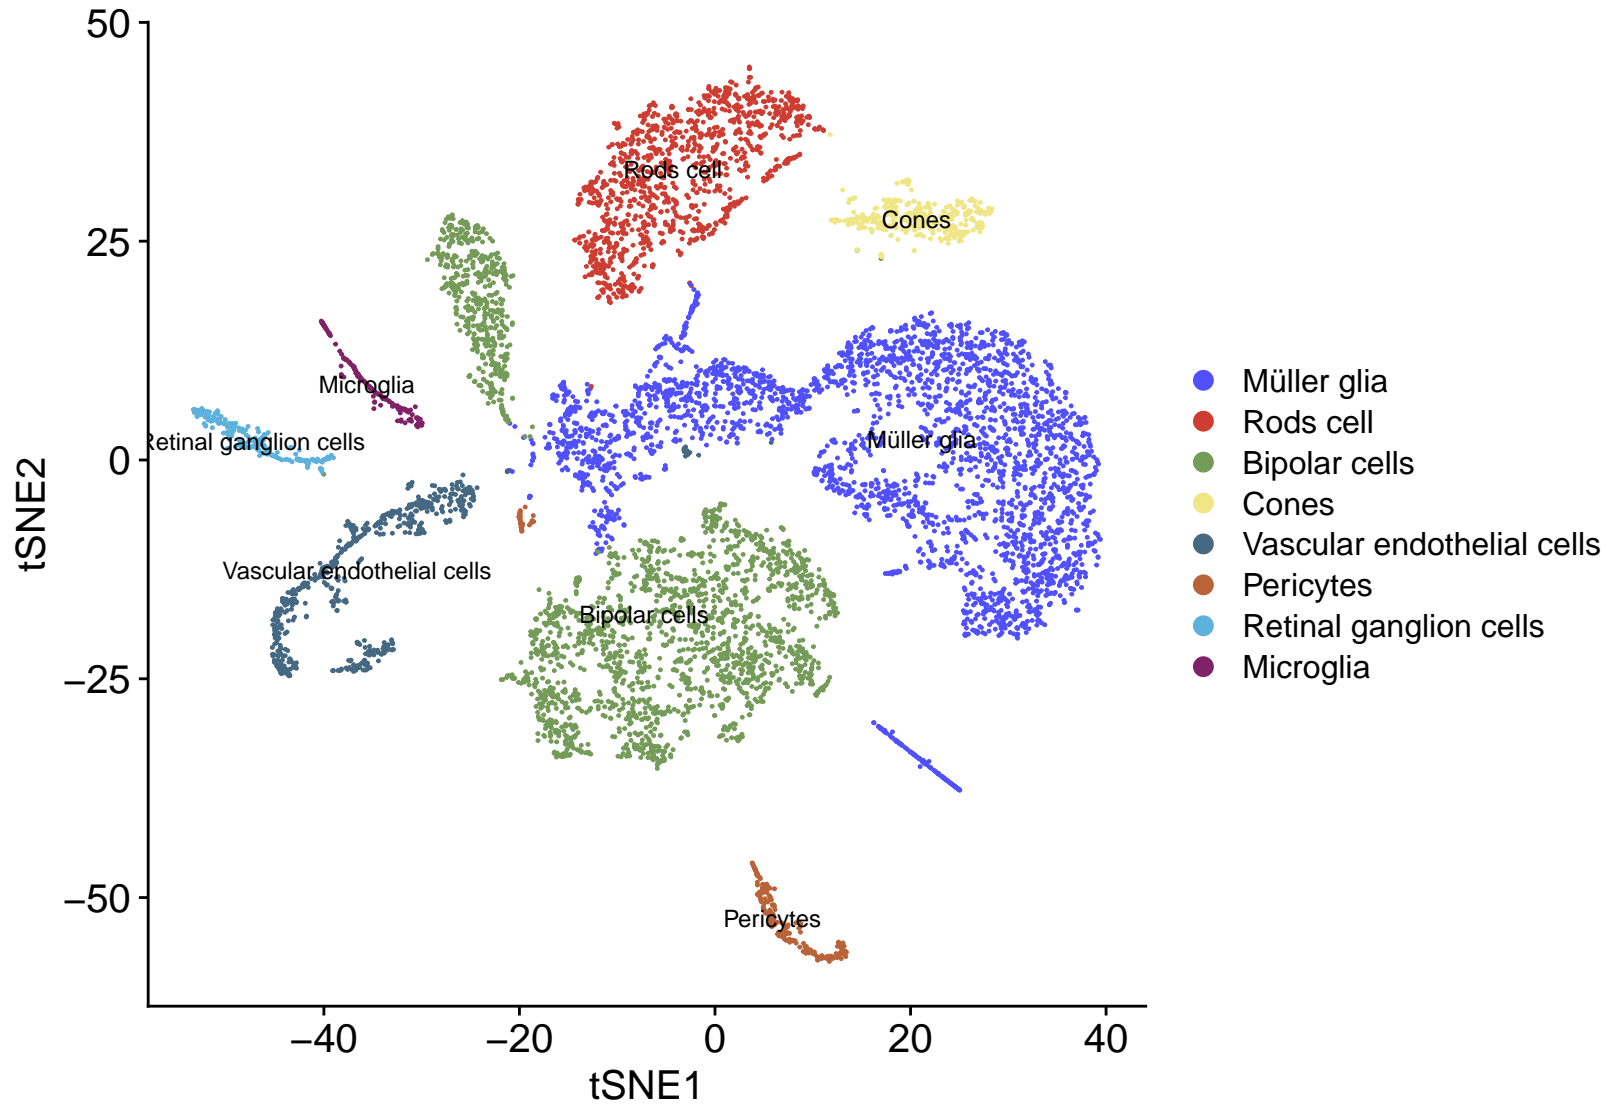 50
25
0
−25
−50
tSNE2
−40
−20
0
20
40
tSNE1
Rods cell
Cones
Microglia
Retinal ganglion cells
Müller glia
Vascular endothelial cells
Bipolar cells
Pericytes
Müller glia
Rods cell
Bipolar cells
Cones
Vascular endothelial cells
Pericytes
Retinal ganglion cells
Microglia